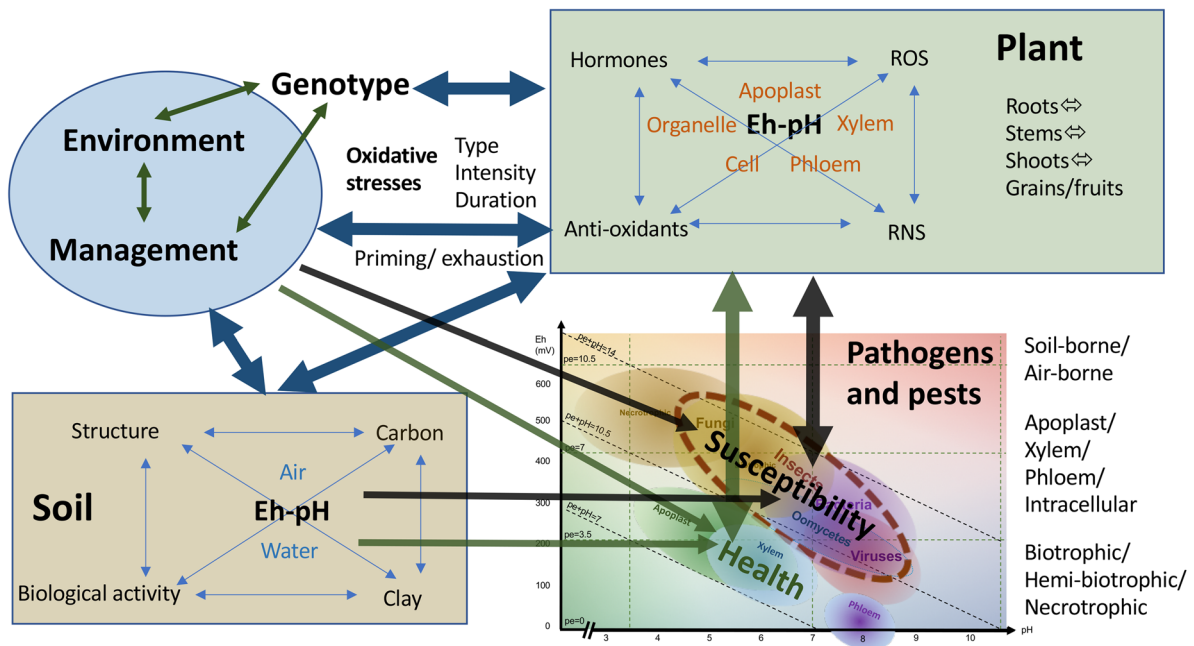 Genotype
Environment
Management
Oxidative
stresses
Type
Intensity
Duration
Priming/ exhaustion
Plant
Hormones
ROS
Apoplast
Organelle
Eh-pH
Xylem
Cell
Phloem
Anti-oxidants
RNS
Roots⬄
Stems⬄
Shoots⬄
Grains/fruits
Soil
Structure
Carbon
Air
Eh-pH
Water
Biological activity
Clay
Eh
(mV)
600
500
400
300
200
100
0
pe+pH=14
pe=10.5
pe+pH=10.5
pe=7
pe+pH=7
pe=3.5
pe=0
Pathogens
and pests
Fungi
Insects
Susceptibility
Oomycetes
Viruses
Apoplast
Xylem
Health
Phloem
3 4 5 6 7 8 9 10
pH
Soil-borne/
Air-borne
Apoplast/
Xylem/
Phloem/
Intracellular
Biotrophic/
Hemi-biotrophic/
Necrotrophic